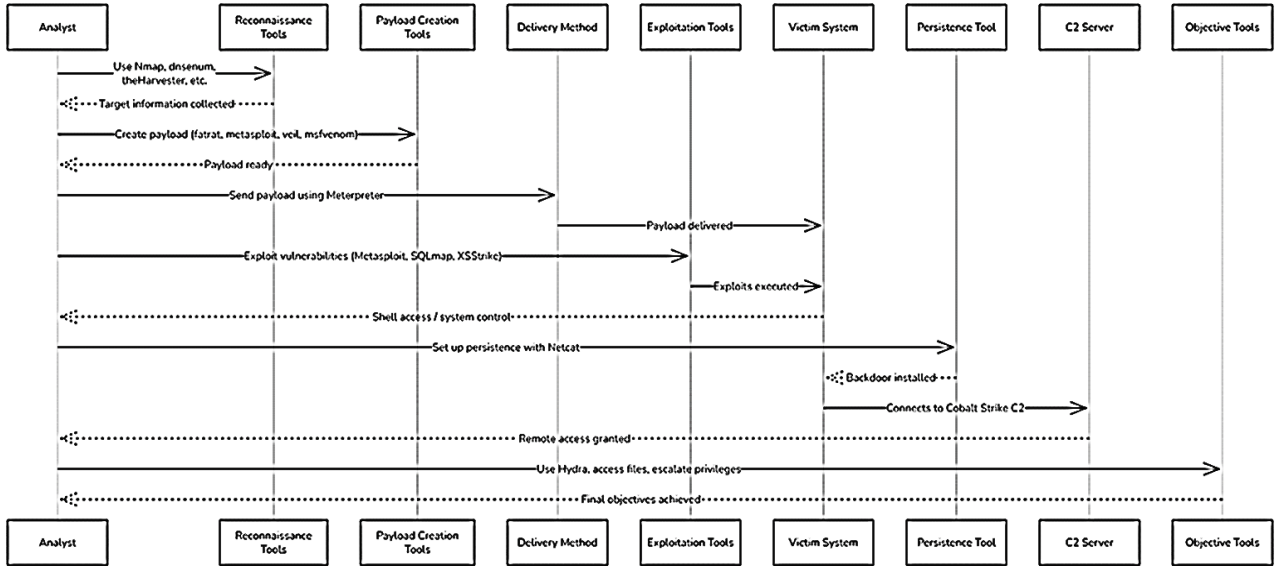 Analyst
Reconnaissance
Tools
Payload Creation
Tools
Delivery Method
Exploitation Tools
Victim System
Persistence Tool
C2 Server
Objective Tools
Use Nmap, dnsenum,
theHarvester, etc.
Target information collected
Create payload (fatrat, metasploit, veil, msfvenom)
Payload ready
Send payload using Meterpreter
Payload delivered
Exploit vulnerabilities (Metasploit, SQLmap, XSStrike)
Exploits executed
Shell access / system control
Set up persistence with Netcat
Backdoor installed
Connects to Cobalt Strike C2
Remote access granted
Use Hydra, access files, escalate privileges
Final objectives achieved
Analyst
Reconnaissance
Tools
Payload Creation
Tools
Delivery Method
Exploitation Tools
Victim System
Persistence Tool
C2 Server
Objective Tools